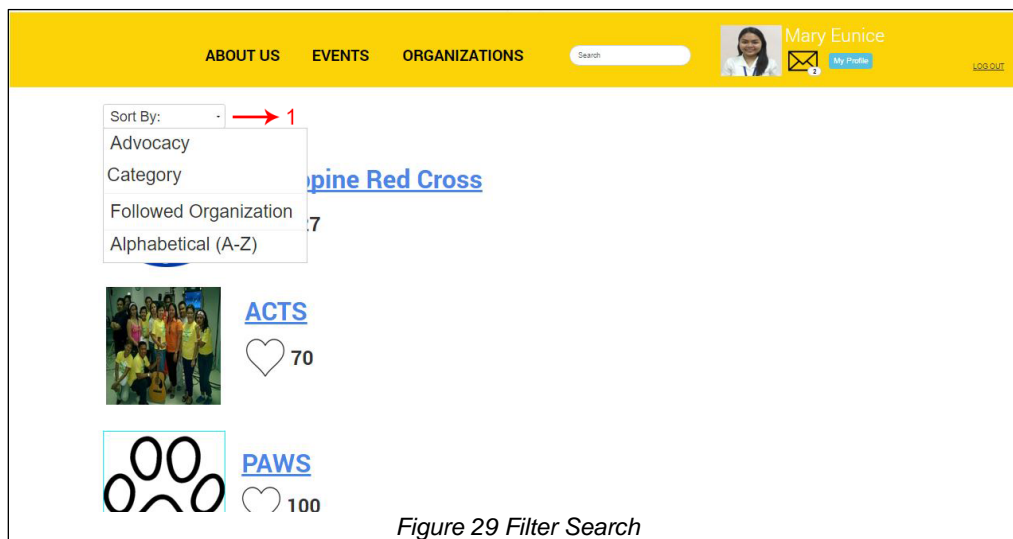 Mary Eunice
ABOUT US EVENTS ORGANIZATIONS Search
2 My Profile
LOG OUT
Sort By: - 1
Advocacy
Category
Followed Organization
Alphabetical (A-Z)
ppine Red Cross
27
ACTS
70
PAWS
100
Figure 29 Filter Search